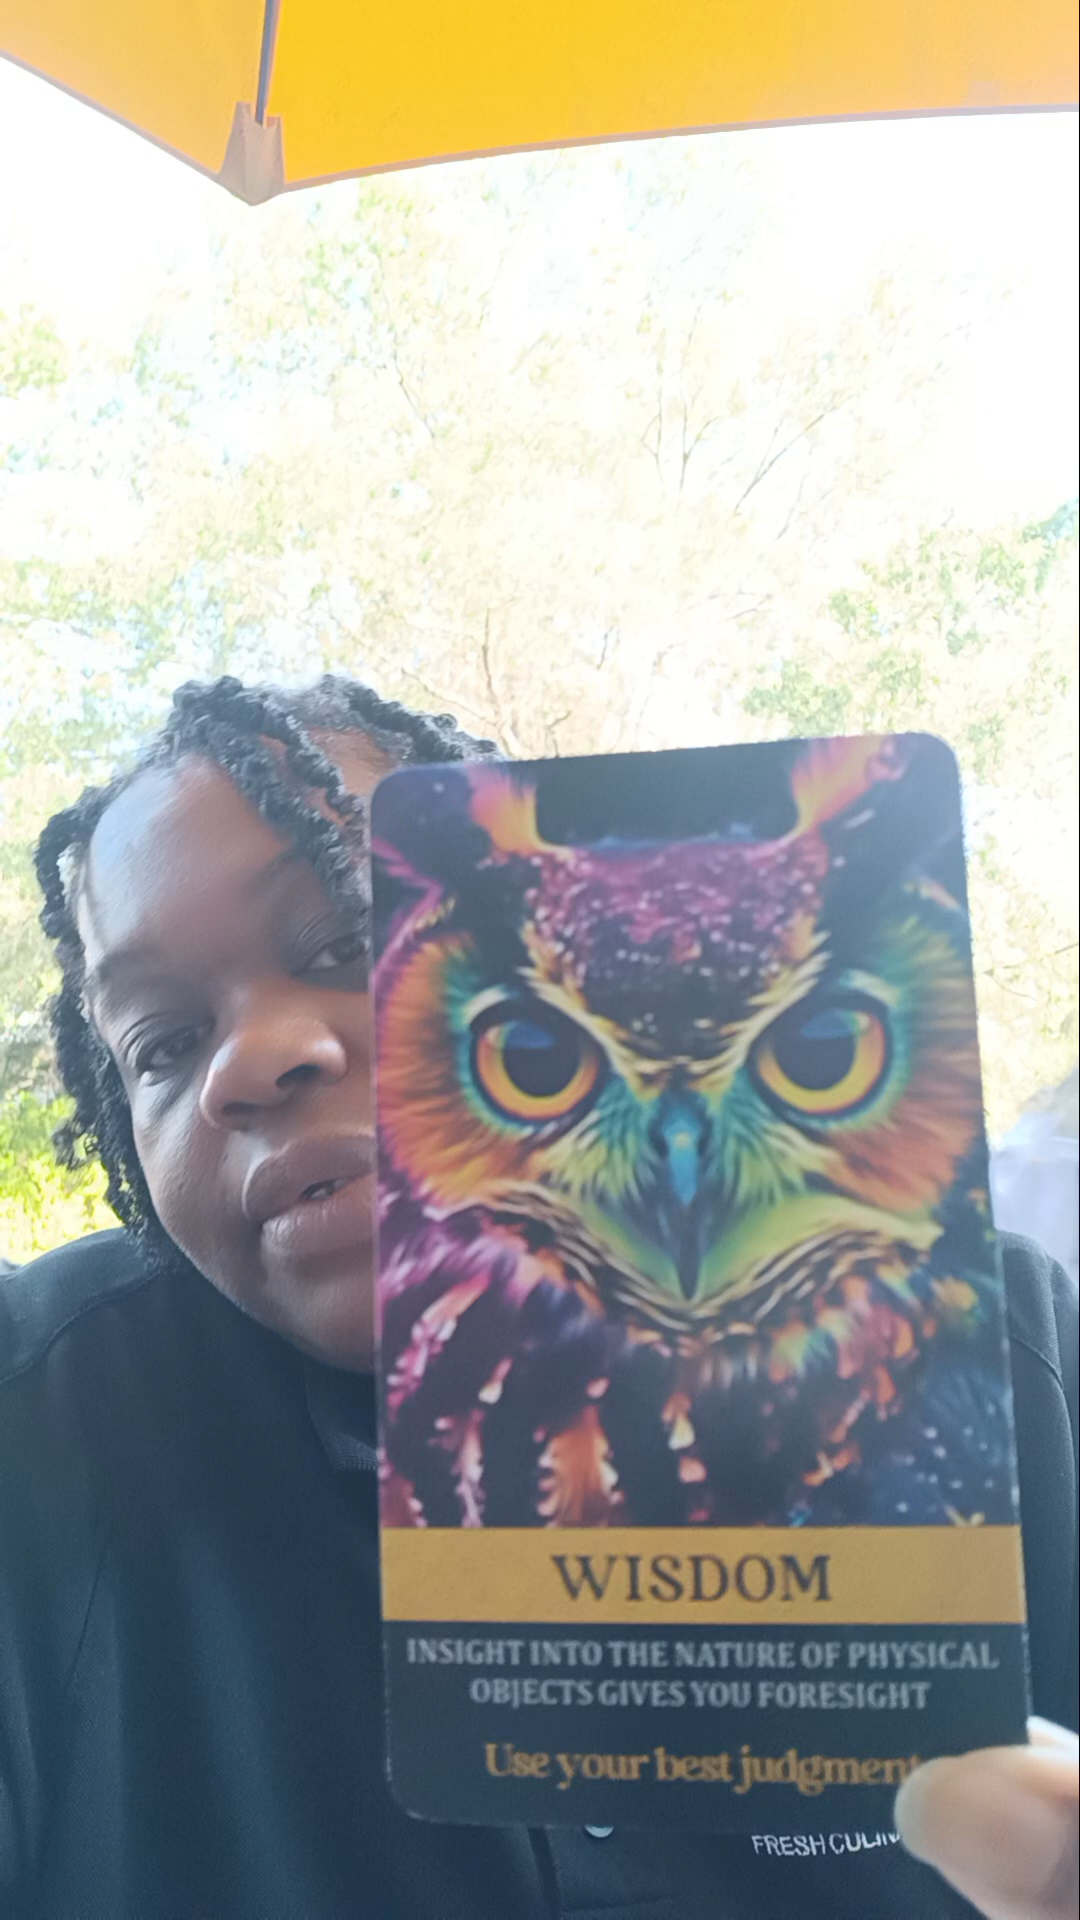 WISDOM
INSIGHT INTO THE NATURE OF PHYSICAL
OBJECTS GIVES YOU FORESIGHT
Use your best judgment
FRESH CULIN